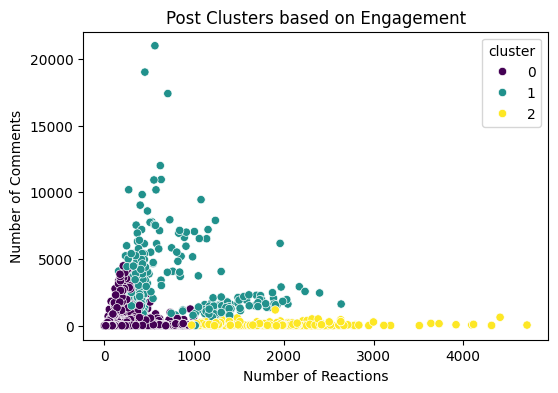 Post Clusters based on Engagement
cluster
0
1
2
Number of Comments
20000
15000
10000
5000
0
0 1000 2000 3000 4000
Number of Reactions